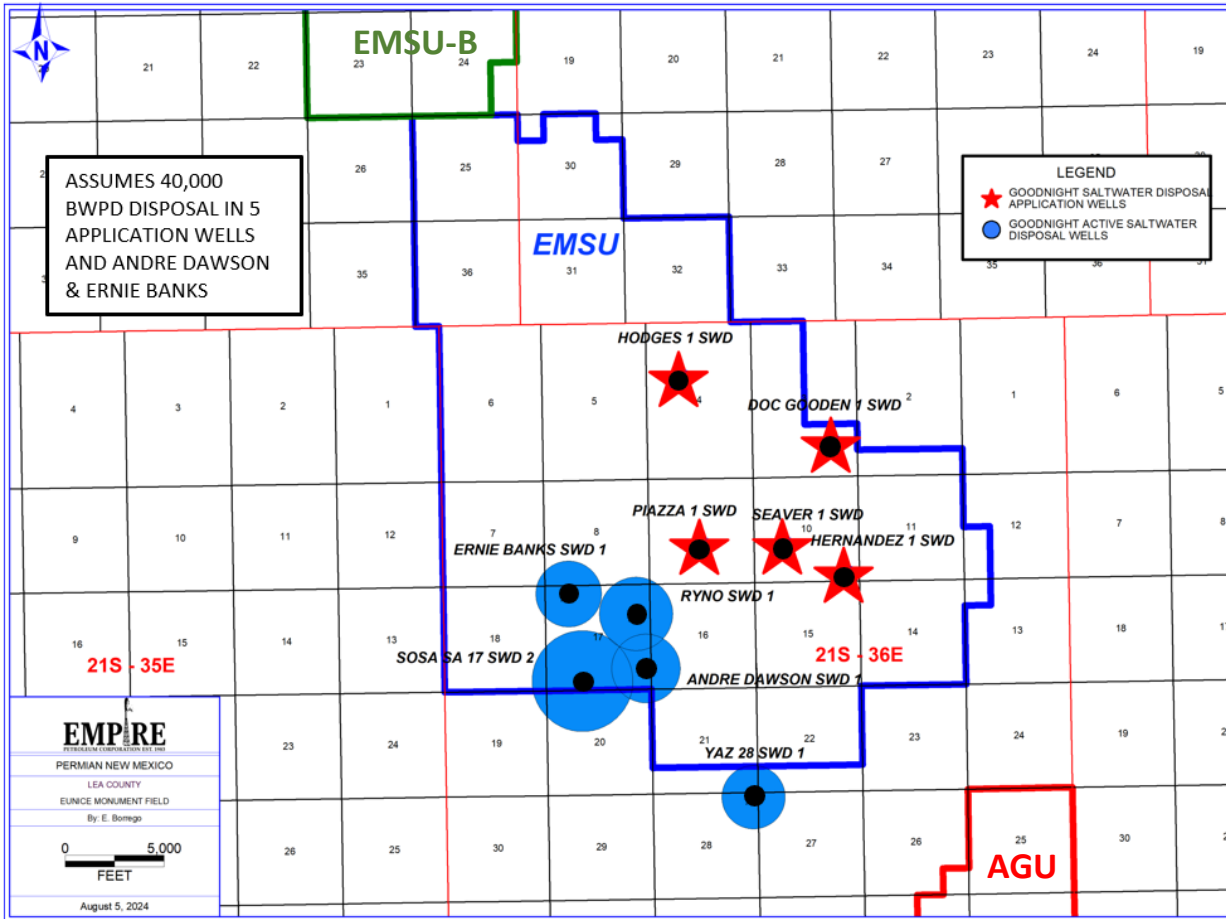 EMSU-B
N
21
22
23
24
19
20
21
22
23
24
19
26
25
30
29
28
27
ASSUMES 40,000
BWPD DISPOSAL IN 5
APPLICATION WELLS
AND ANDRE DAWSON
& ERNIE BANKS
LEGEND
GOODNIGHT SALTWATER DISPOSAL
APPLICATION WELLS
GOODNIGHT ACTIVE SALTWATER
DISPOSAL WELLS
EMSU
35
36
31
32
33
34
35
36
31
HODGES 1 SWD
4
3
2
1
6
5
4
2
1
6
5
DOC GOODEN 1 SWD
PIAZZA 1 SWD
SEAVER 1 SWD
9
10
11
12
7
8
10
11
12
7
8
HERNANDEZ 1 SWD
ERNIE BANKS SWD 1
RYNO SWD 1
16
15
14
13
18
17
16
15
14
13
18
17
21S - 35E
SOSA SA 17 SWD 2
21S - 36E
ANDRE DAWSON SWD 1
23
24
19
20
21
22
23
24
19
YAZ 28 SWD 1
26
25
30
29
28
27
26
25
30
AGU
EMPIRE
PETROLEUM CORPORATION EST. 1983
PERMIAN NEW MEXICO
LEA COUNTY
EUNICE MONUMENT FIELD
By: E. Borrego
0 5,000
FEET
August 5, 2024